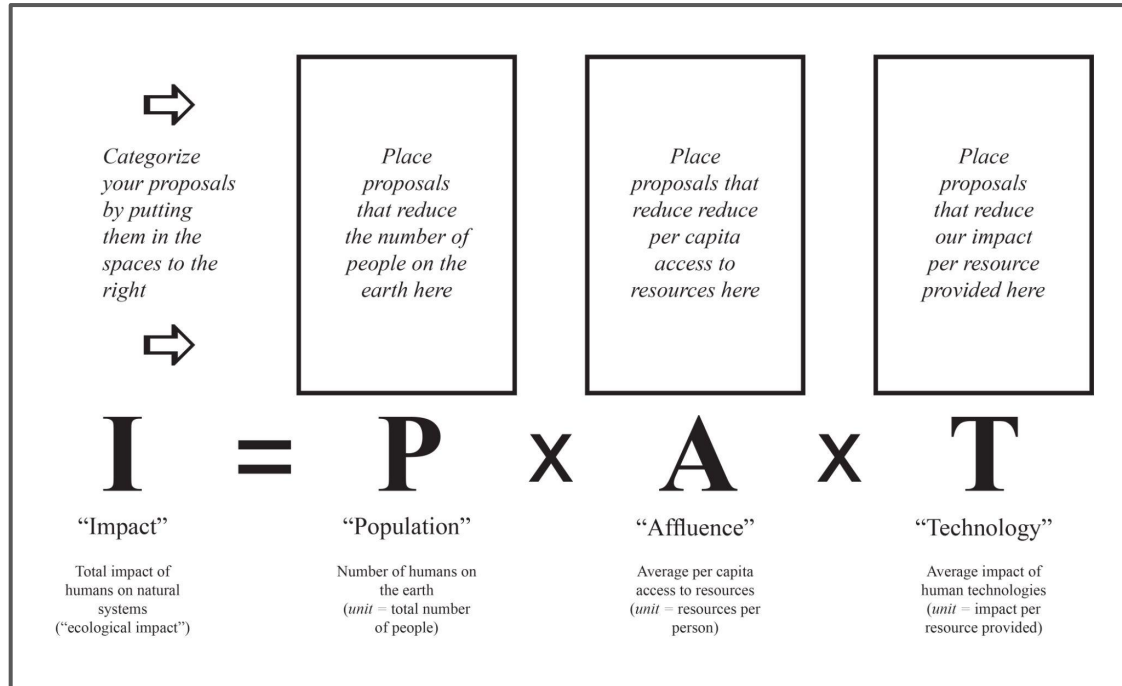 Categorize
your proposals
by putting
them in the
spaces to the
right
Place
proposals
that reduce
the number of
people on the
earth here
Place
proposals that
reduce reduce
per capita
access to
resources here
Place
proposals
that reduce
our impact
per resource
provided here
I = P x A x T
“Impact”
“Population”
“Affluence”
“Technology”
Total impact of
humans on natural
systems
(“ecological impact”)
Number of humans on
the earth
(unit = total number
of people)
Average per capita
access to resources
(unit = resources per
person)
Average impact of
human technologies
(unit = impact per
resource provided)